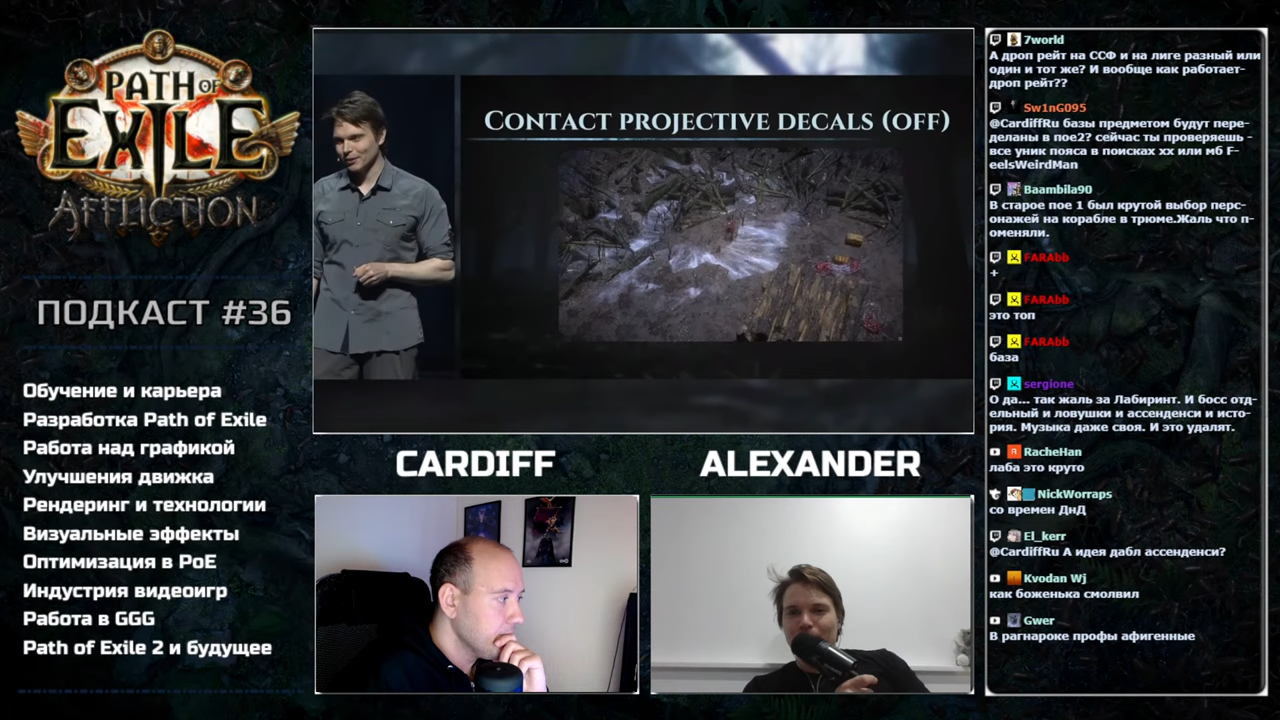 PATH OF
EXILE
AFFLICTION
ПОДКАСТ #36
Обучение и карьера
Разработка Path of Exile
Работа над графикой
Улучшения движка
Рендеринг и технологии
Визуальные эффекты
Оптимизация в PoE
Индустрия видеоигр
Работа в GGG
Path of Exile 2 и будущее
CONTACT PROJECTIVE DECALS (OFF)
CARDIFF
ALEXANDER
7world
А дроп рейт на ССФ и на лиге разный или
один и тот же? И вообще как работает-
дроп рейт??
Sw1nG095
@CardiffRu базы предметом будут пере-
деланы в пое2? сейчас ты проверяешь -
все уник пояса в поисках хх или мб F-
eelsWeirdMan
Baambila90
В старое пое 1 был крутой выбор перс-
онажей на корабле в трюме.Жаль что п-
оменяли.
FARAbb
+
FARAbb
это топ
FARAbb
база
sergione
О да... так жаль за Лабиринт. И босс отд-
ельный и ловушки и ассенденси и исто-
рия. Музыка даже своя. И это удалят.
RacheHan
лаба это круто
NickWorraps
со времен ДнД
El_kerr
@CardiffRu А идея дабл ассенденси?
Kvodan Wj
как боженька смолвил
Gwer
В рагнароке профы афигенные